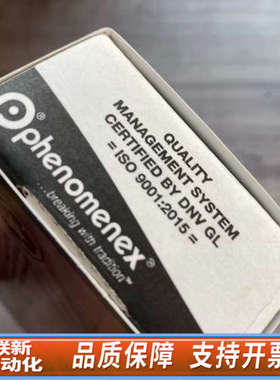 phenomenex®
...breaking with tradition™
QUALITY
MANAGEMENT SYSTEM
CERTIFIED BY DNV GL
= ISO 9001:2015 =
联新
动化
品质保障 支持开票